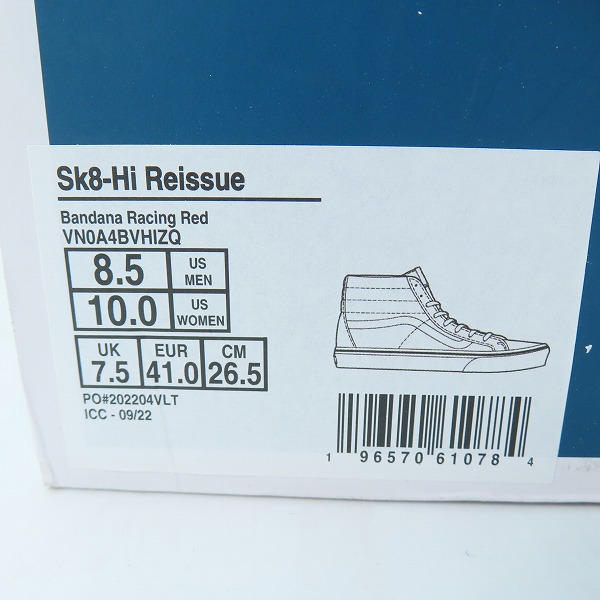 Sk8-Hi Reissue
Bandana Racing Red
VN0A4BVHIZQ
8.5 US MEN
10.0 US WOMEN
UK EUR CM
7.5 41.0 26.5
PO#202204VLT
ICC - 09/22
1 96570 61078 4